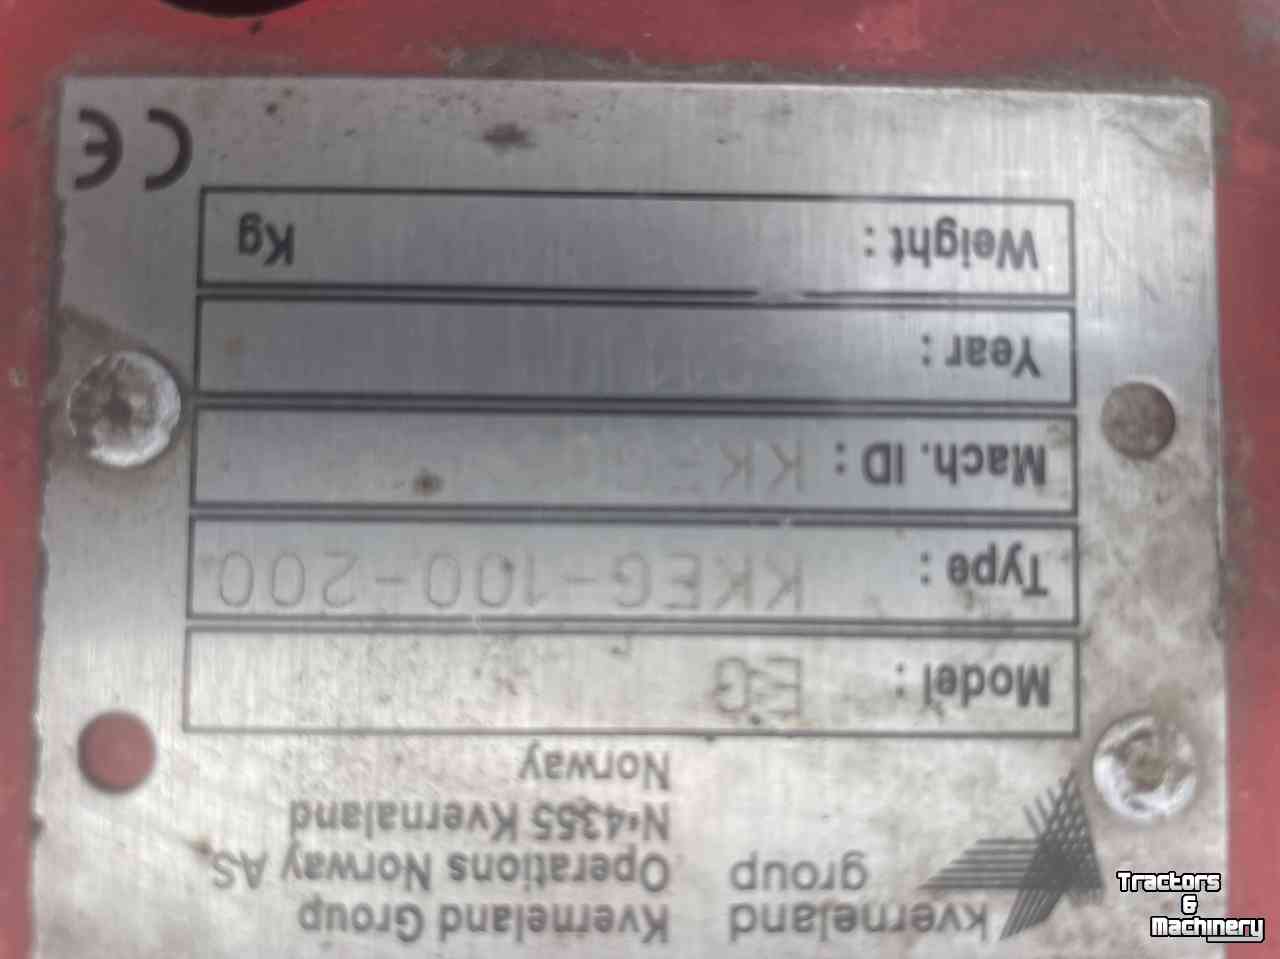 kverneland
group
Kverneland Group
Operations Norway AS
N-4355 Kvernaland
Norway
Model: EG
Type: KKEG-100-200
Mach. ID: KK
Year:
Weight: Kg
CE
Tractors
&
Machinery